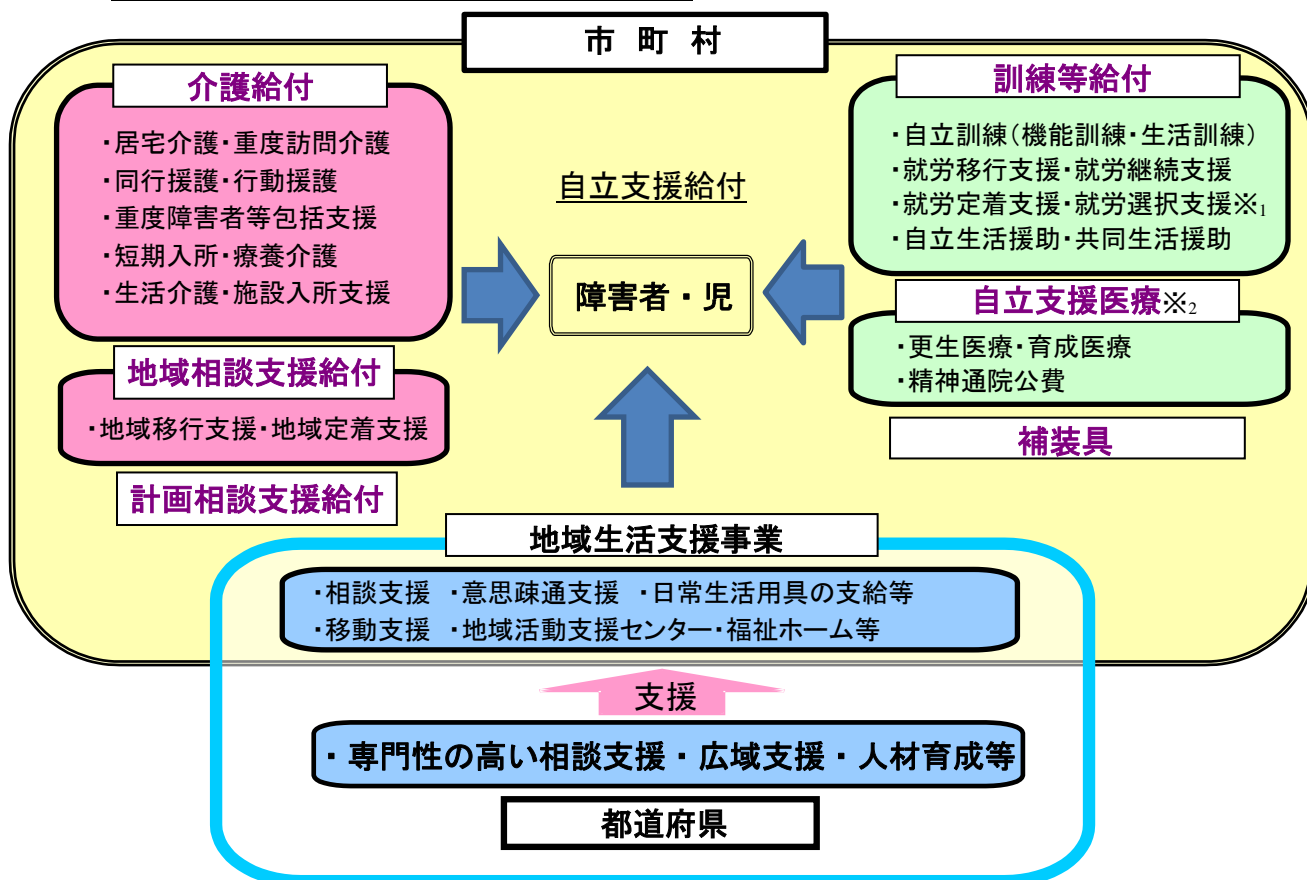 市 町 村
介護給付
・居宅介護・重度訪問介護
・同行援護・行動援護
・重度障害者等包括支援
・短期入所・療養介護
・生活介護・施設入所支援
地域相談支援給付
・地域移行支援・地域定着支援
計画相談支援給付
自立支援給付
障害者・児
訓練等給付
・自立訓練(機能訓練・生活訓練)
・就労移行支援・就労継続支援
・就労定着支援・就労選択支援※1
・自立生活援助・共同生活援助
自立支援医療※2
・更生医療・育成医療
・精神通院公費
補装具
地域生活支援事業
・相談支援 ・意思疎通支援 ・日常生活用具の支給等
・移動支援 ・地域活動支援センター・福祉ホーム等
支援
・専門性の高い相談支援・広域支援・人材育成等
都道府県